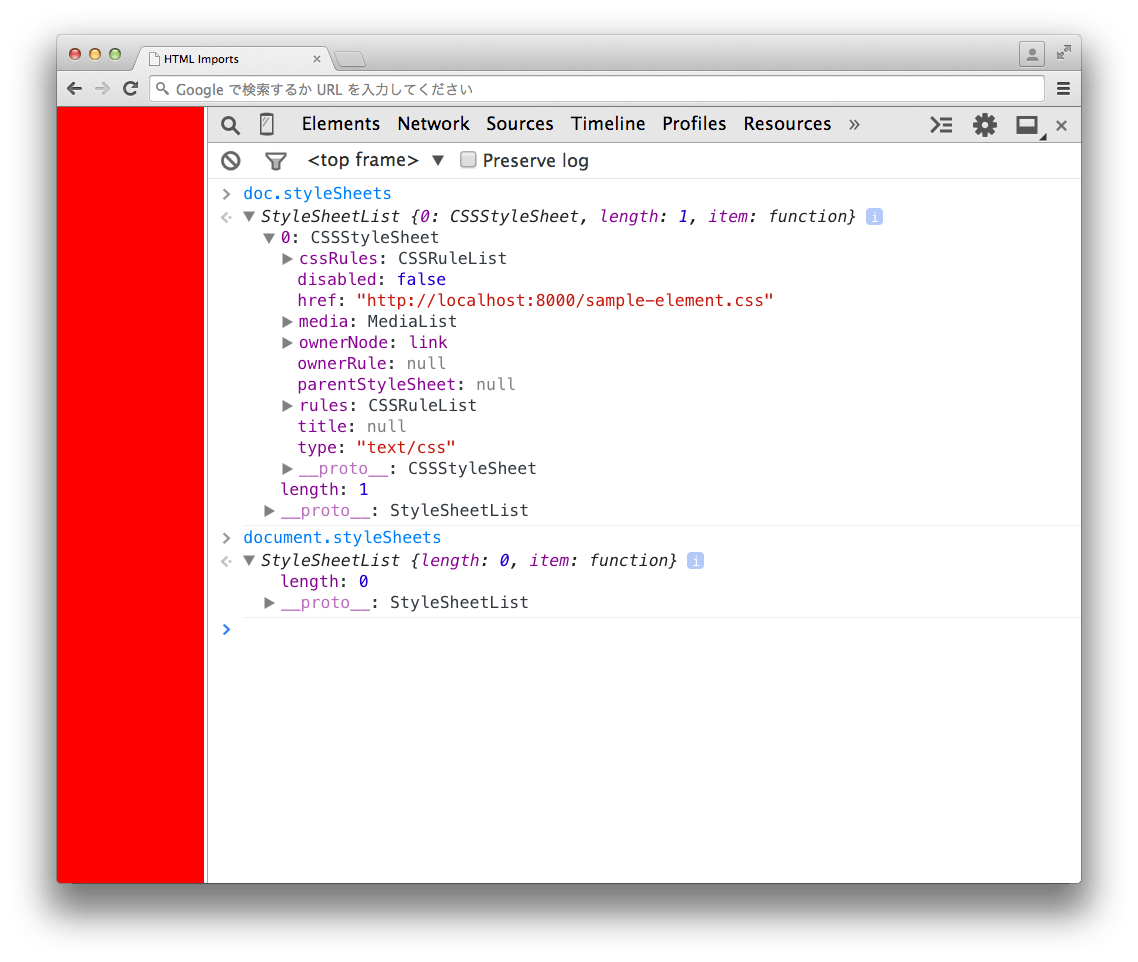 HTML Imports
Google で検索するか URL を入力してください
Elements Network Sources Timeline Profiles Resources »
<top frame> ▼ Preserve log
> doc.styleSheets
▼ StyleSheetList {0: CSSStyleSheet, length: 1, item: function} i
▼ 0: CSSStyleSheet
▶ cssRules: CSSRuleList
disabled: false
href: "http://localhost:8000/sample-element.css"
▶ media: MediaList
▶ ownerNode: link
ownerRule: null
parentStyleSheet: null
▶ rules: CSSRuleList
title: null
type: "text/css"
▶ __proto__: CSSStyleSheet
length: 1
▶ __proto__: StyleSheetList
> document.styleSheets
▼ StyleSheetList {length: 0, item: function} i
length: 0
▶ __proto__: StyleSheetList
>